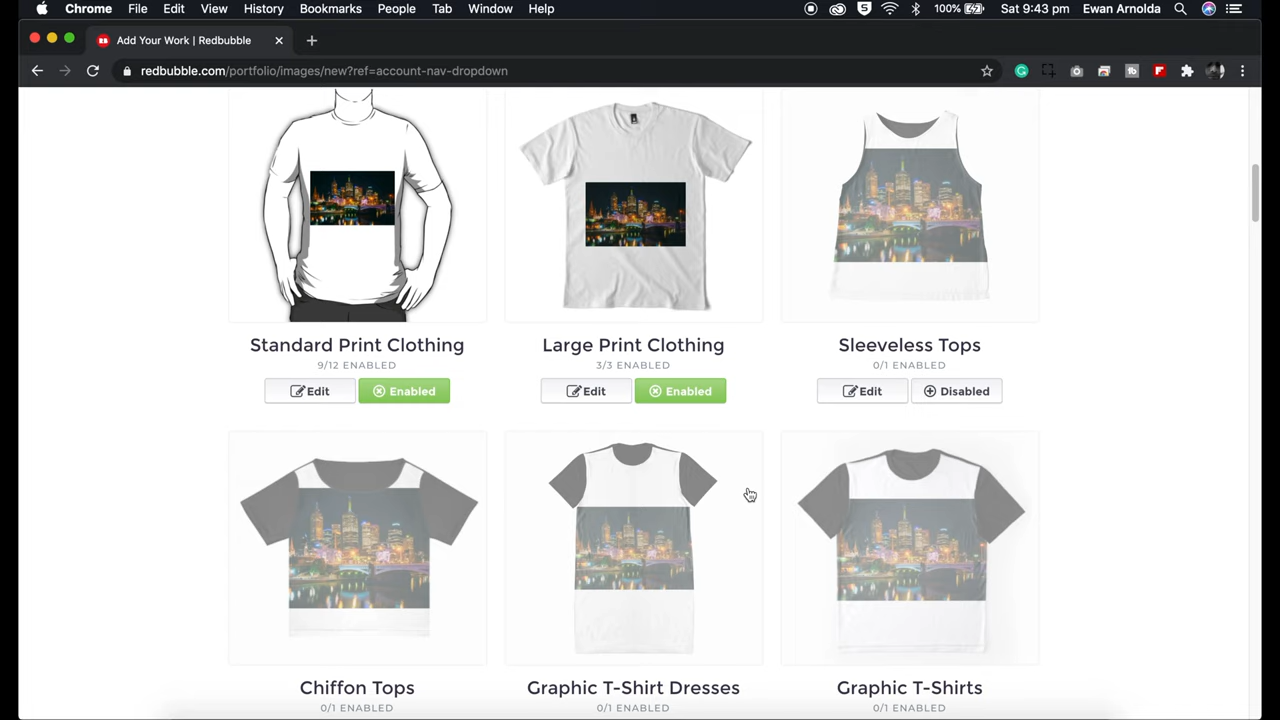 Chrome File Edit View History Bookmarks People Tab Window Help 100% Sat 9:43 pm Ewan Arnolda
Add Your Work | Redbubble
redbubble.com/portfolio/images/new?ref=account-nav-dropdown
Standard Print Clothing Large Print Clothing Sleeveless Tops
9/12 ENABLED 3/3 ENABLED 0/1 ENABLED
Edit Enabled Edit Enabled Edit Disabled
Chiffon Tops Graphic T-Shirt Dresses Graphic T-Shirts
0/1 ENABLED 0/1 ENABLED 0/1 ENABLED